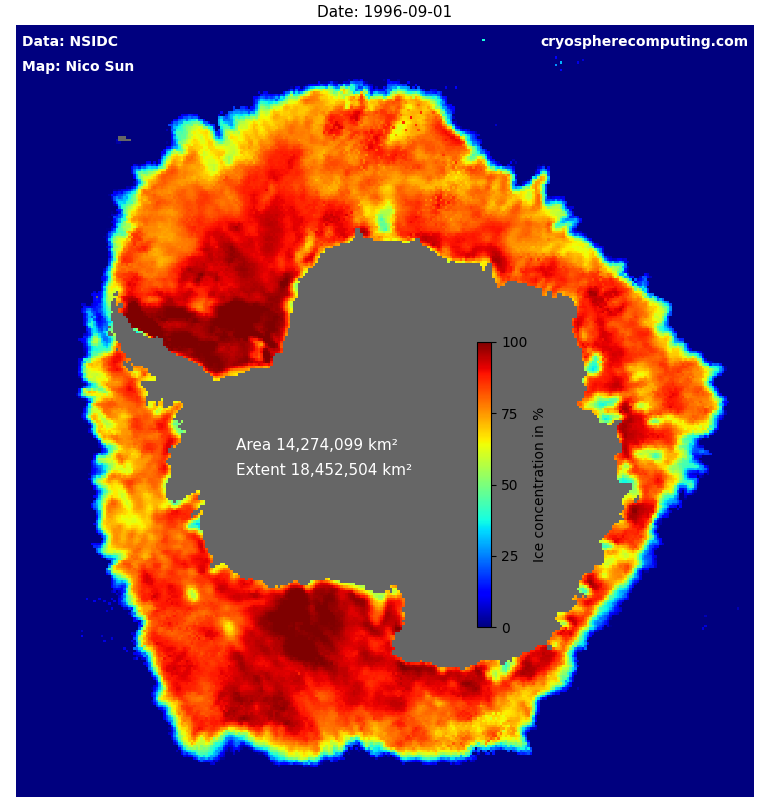 Date: 1996-09-01
Data: NSIDC
cryospherecomputing.com
Map: Nico Sun
100
75
50
25
0
Ice concentration in %
Area 14,274,099 km²
Extent 18,452,504 km²